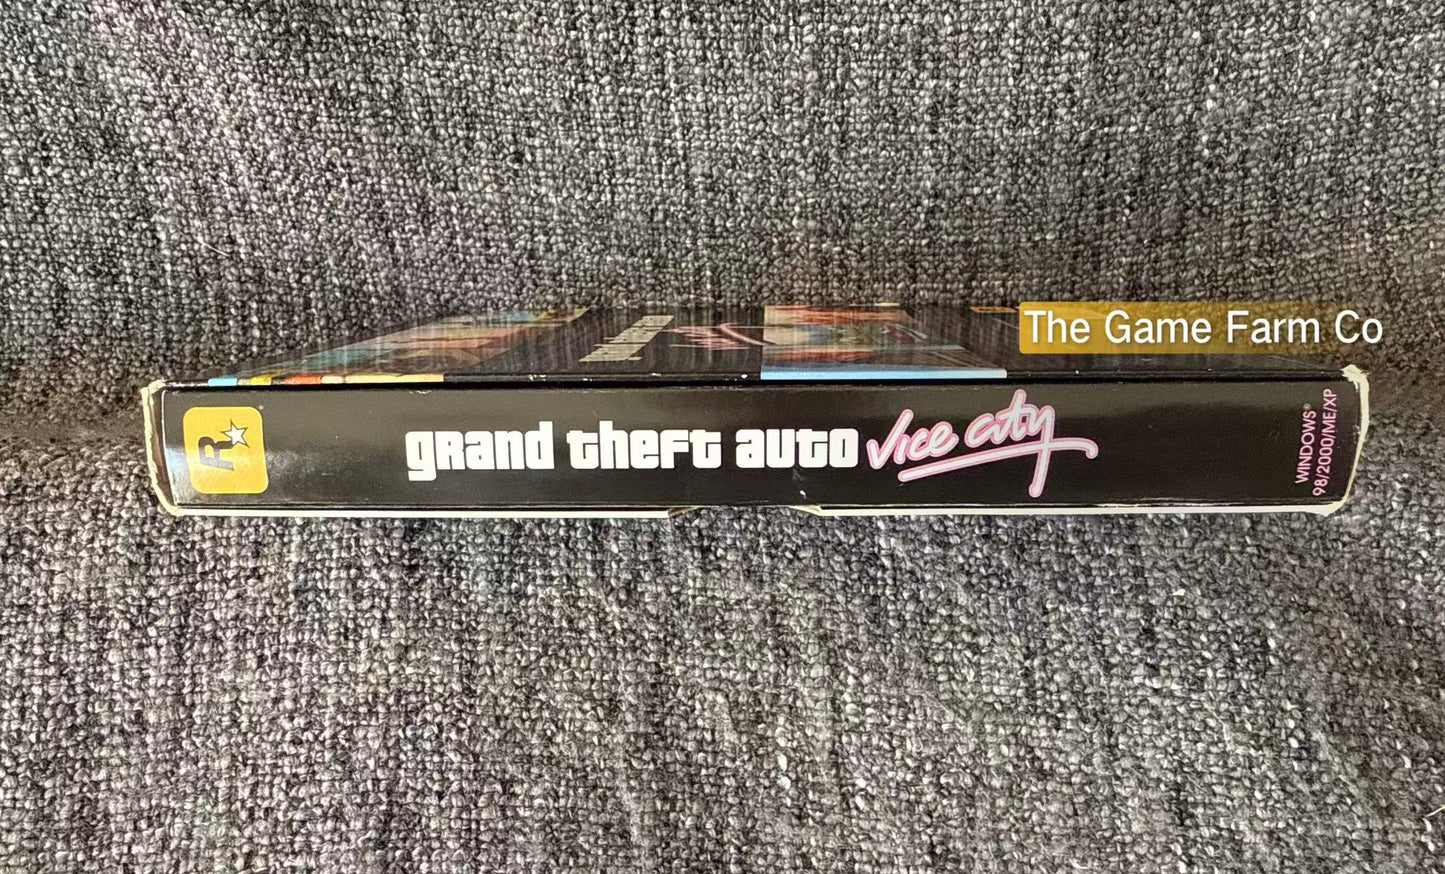 The Game Farm Co
R
grand theft auto vice city
WINDOWS®
98/2000/ME/XP